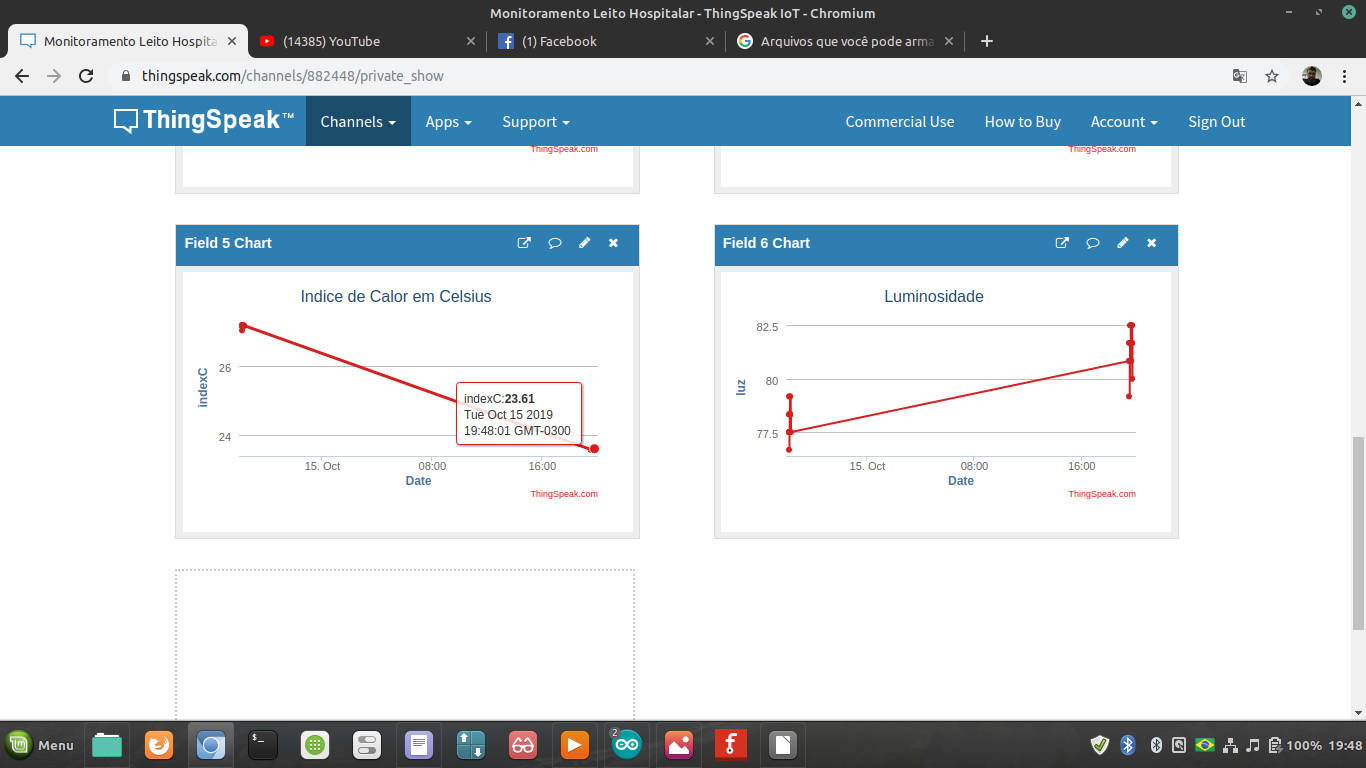 Monitoramento Leito Hospitalar - ThingSpeak IoT - Chromium
Monitoramento Leito Hospita
(14385) YouTube
(1) Facebook
Arquivos que você pode arma
thingspeak.com/channels/882448/private_show
ThingSpeak™
Channels
Apps
Support
Commercial Use
How to Buy
Account
Sign Out
ThingSpeak.com
ThingSpeak.com
Field 5 Chart
Indice de Calor em Celsius
indexC
26
24
indexC:23.61
Tue Oct 15 2019
19:48:01 GMT-0300
15. Oct
08:00
16:00
Date
ThingSpeak.com
Field 6 Chart
Luminosidade
luz
82.5
80
77.5
15. Oct
08:00
16:00
Date
ThingSpeak.com
Menu
$_
2
100%
19:48